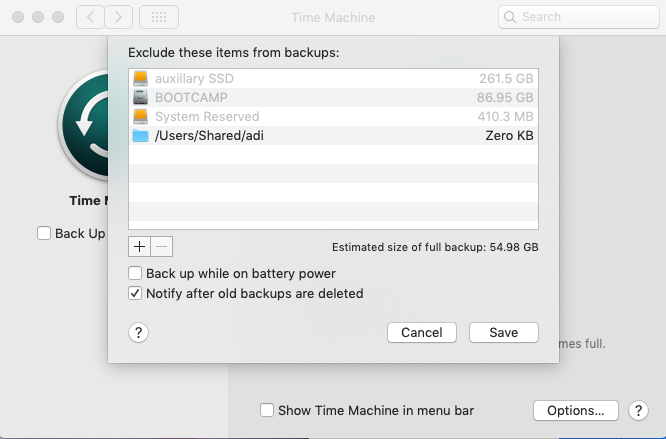 Time Machine
Search
Exclude these items from backups:
auxillary SSD 261.5 GB
BOOTCAMP 86.95 GB
System Reserved 410.3 MB
/Users/Shared/adi Zero KB
Time
Back Up
Estimated size of full backup: 54.98 GB
Back up while on battery power
Notify after old backups are deleted
? Cancel Save
mes full.
Show Time Machine in menu bar Options... ?